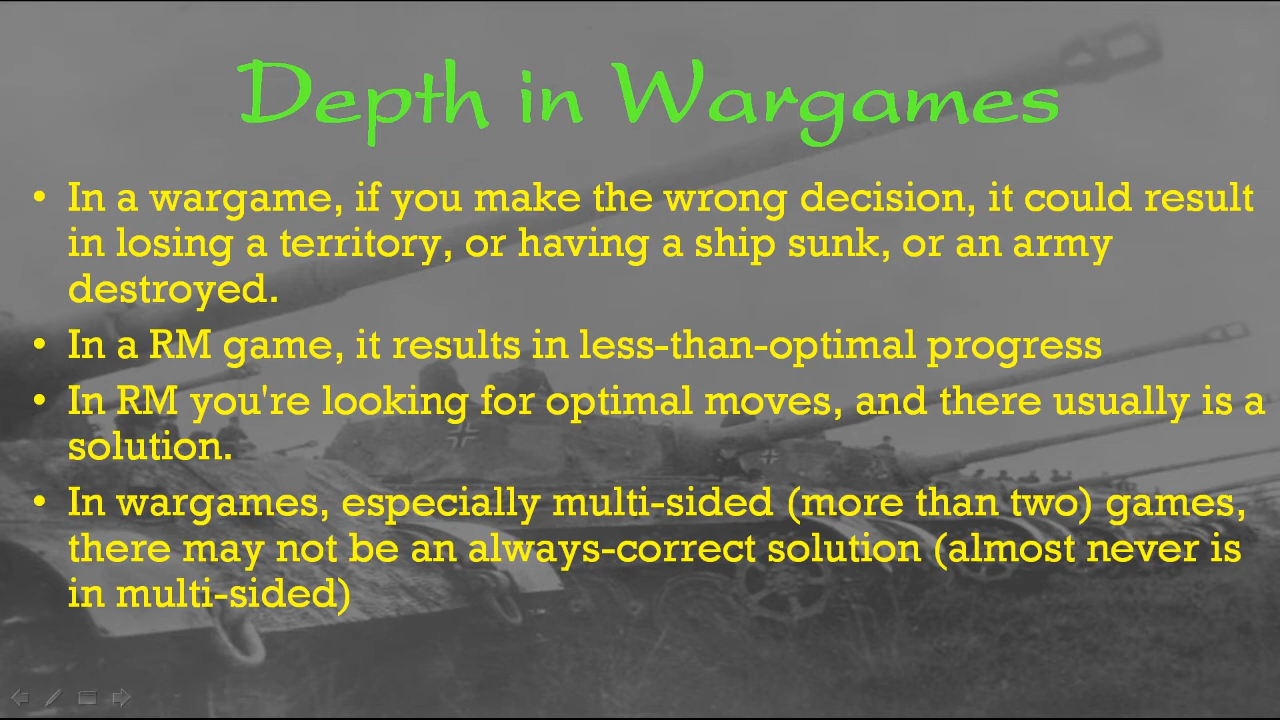 Depth in Wargames
• In a wargame, if you make the wrong decision, it could result
in losing a territory, or having a ship sunk, or an army
destroyed.
• In a RM game, it results in less-than-optimal progress
• In RM you're looking for optimal moves, and there usually is a
solution.
• In wargames, especially multi-sided (more than two) games,
there may not be an always-correct solution (almost never is
in multi-sided)